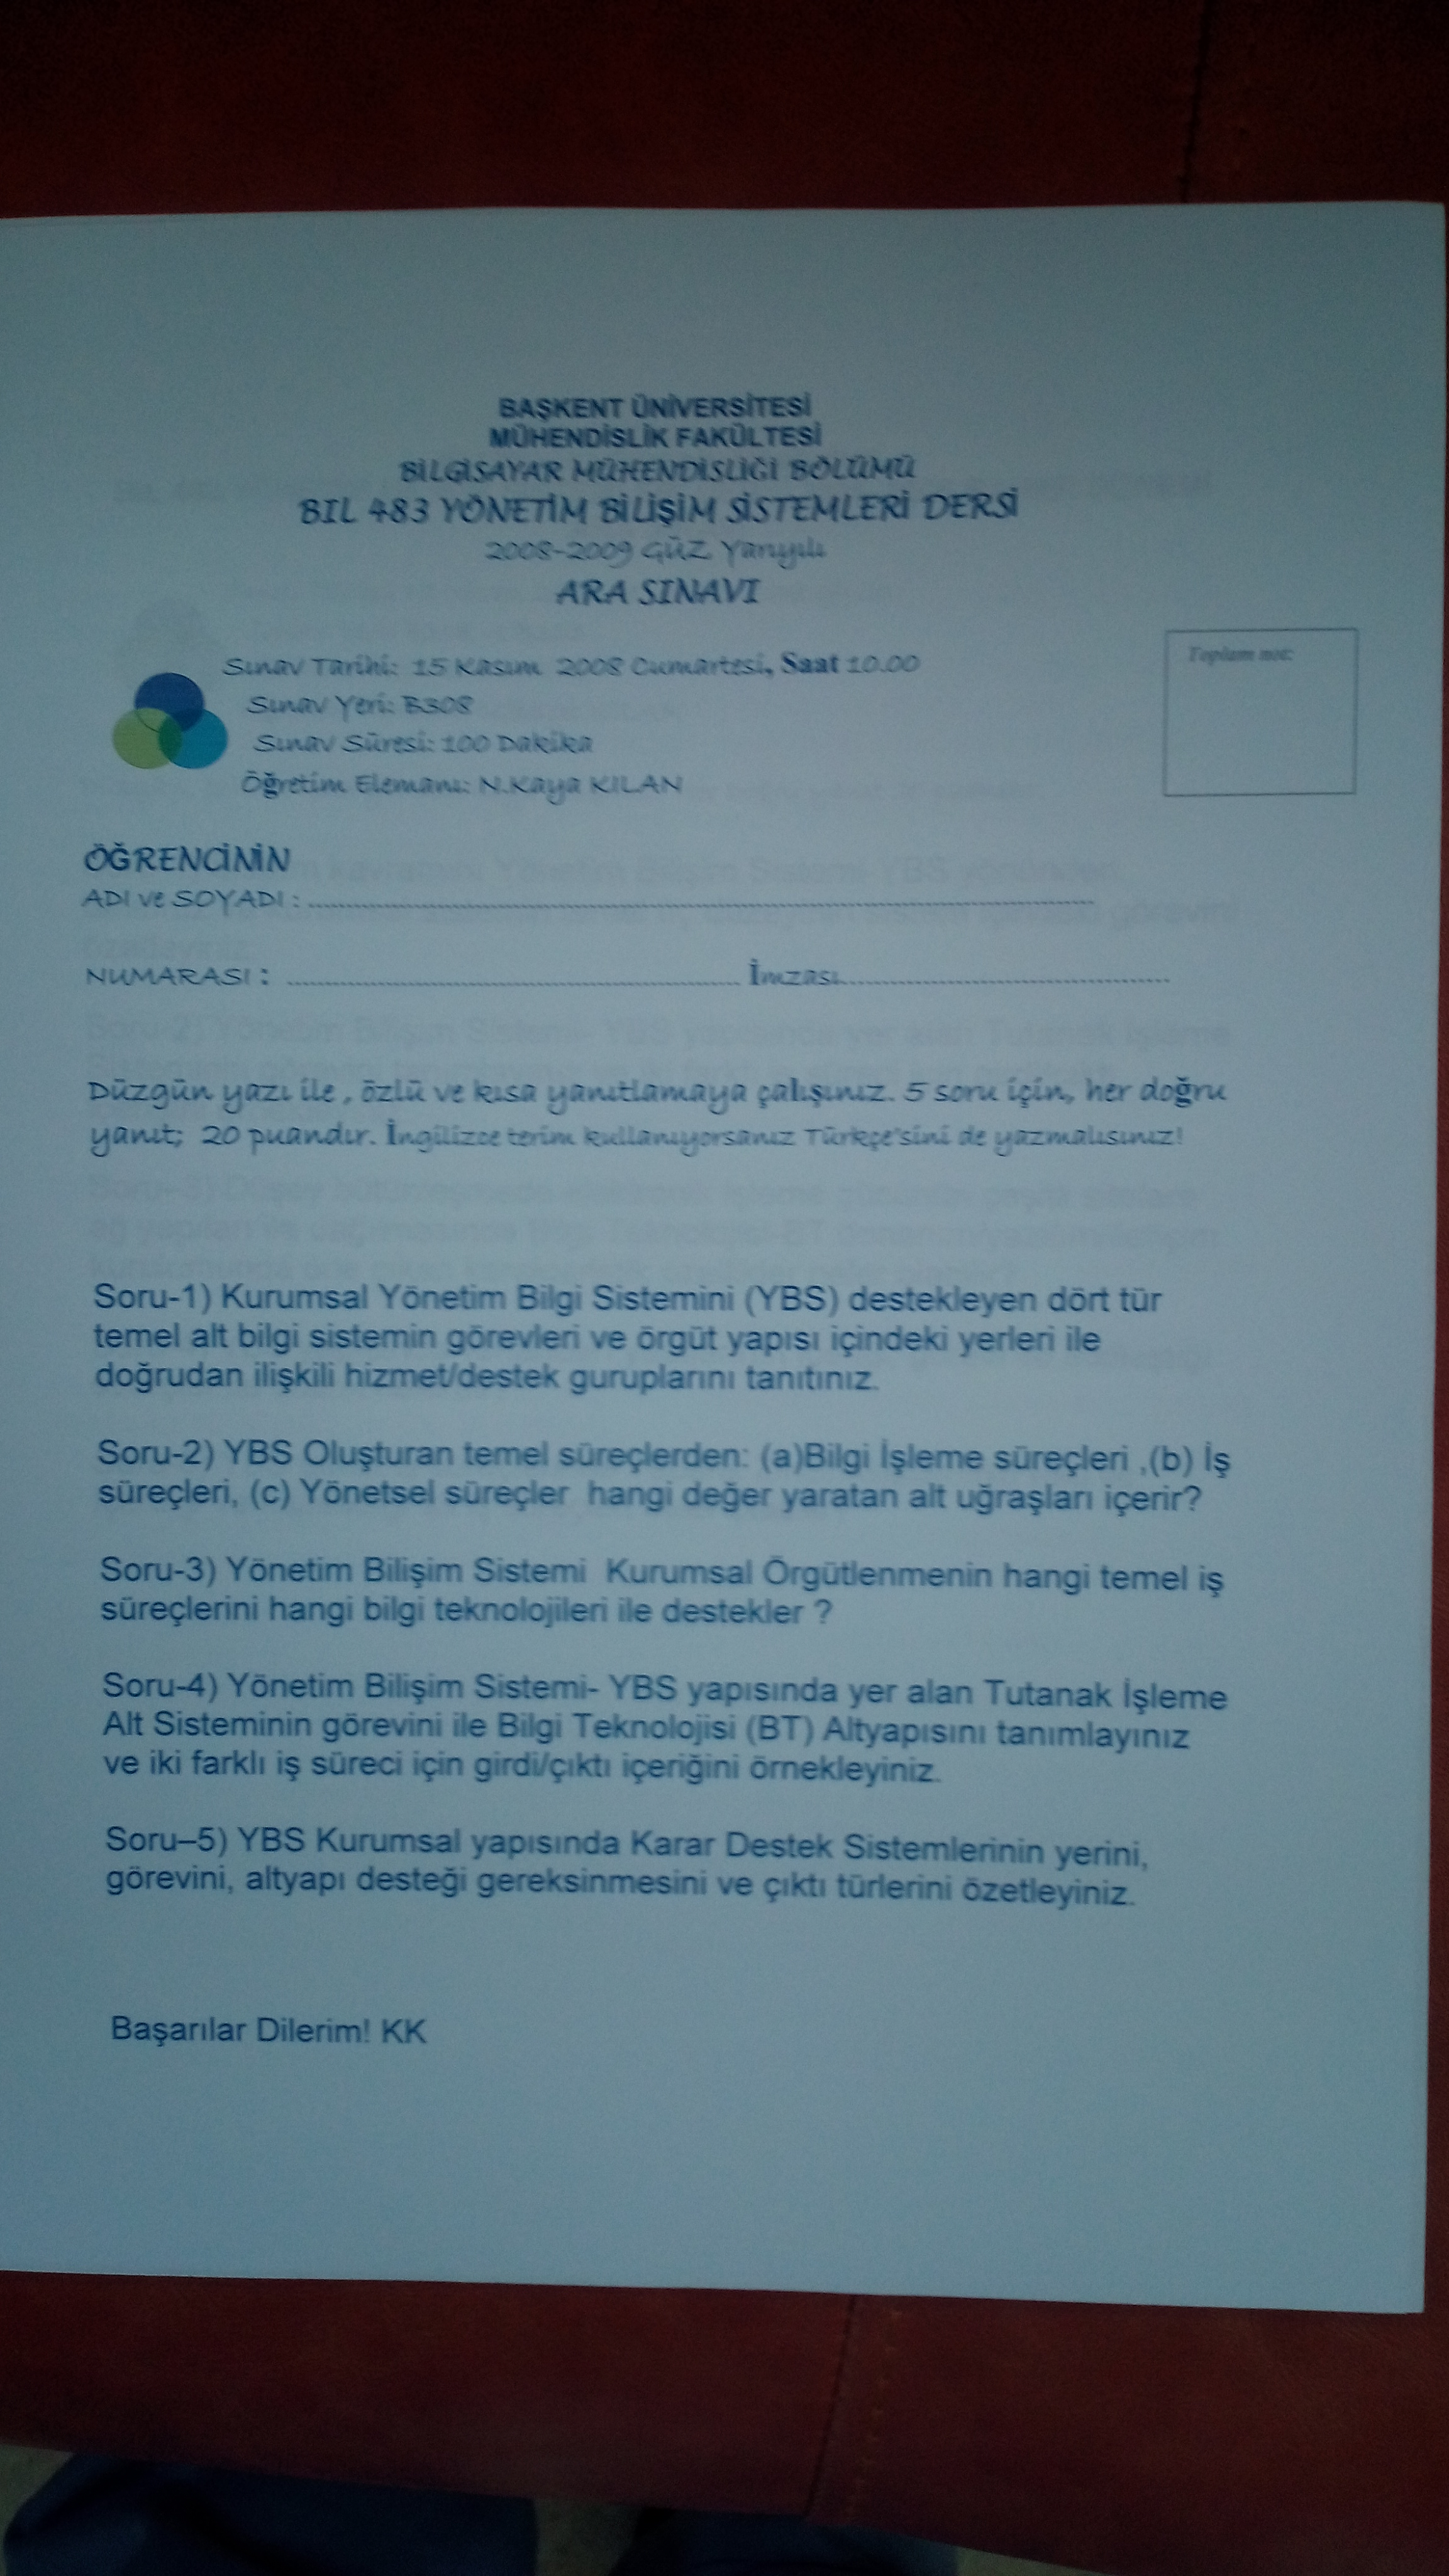 BAŞKENT ÜNİVERSİTESİ
MÜHENDİSLİK FAKÜLTESİ
BİLGİSAYAR MÜHENDİSLİĞİ BÖLÜMÜ
BIL 483 YÖNETİM BİLİŞİM SİSTEMLERİ DERSİ
2008-2009 GÜZ Yarıyılı
ARA SINAVI
Sınav Tarihi: 15 Kasım 2008 Cumartesi, Saat 10.00
Toplam not:
Sınav Yeri: B308
Sınav Süresi: 100 Dakika
Öğretim Elemanı: N.Kaya KILAN
ÖĞRENCİNİN
ADI ve SOYADI : ..........................................................................
NUMARASI : .......................................................... İmzası..........................................
Düzgün yazı ile , özlü ve kısa yanıtlamaya çalışınız. 5 soru için, her doğru
yanıt; 20 puandır. İngilizce terim kullanıyorsanız Türkçe'sini de yazmalısınız!
Soru-1) Kurumsal Yönetim Bilgi Sistemini (YBS) destekleyen dört tür
temel alt bilgi sistemin görevleri ve örgüt yapısı içindeki yerleri ile
doğrudan ilişkili hizmet/destek guruplarını tanıtınız.
Soru-2) YBS Oluşturan temel süreçlerden: (a)Bilgi İşleme süreçleri ,(b) İş
süreçleri, (c) Yönetsel süreçler hangi değer yaratan alt uğraşları içerir?
Soru-3) Yönetim Bilişim Sistemi Kurumsal Örgütlenmenin hangi temel iş
süreçlerini hangi bilgi teknolojileri ile destekler ?
Soru-4) Yönetim Bilişim Sistemi- YBS yapısında yer alan Tutanak İşleme
Alt Sisteminin görevini ile Bilgi Teknolojisi (BT) Altyapısını tanımlayınız
ve iki farklı iş süreci için girdi/çıktı içeriğini örnekleyiniz.
Soru–5) YBS Kurumsal yapısında Karar Destek Sistemlerinin yerini,
görevini, altyapı desteği gereksinmesini ve çıktı türlerini özetleyiniz.
Başarılar Dilerim! KK